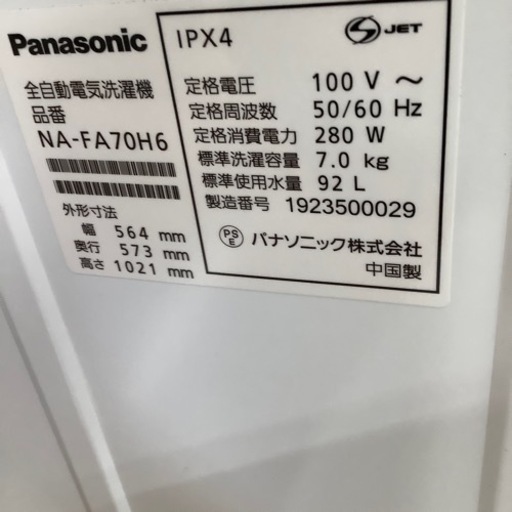 Panasonic
IPX4
S JET
全自動電気洗濯機
品番
NA-FA70H6
外形寸法
幅 564 mm
奥行 573 mm
高さ 1021 mm
定格電圧 100 V ～
定格周波数 50/60 Hz
定格消費電力 280 W
標準洗濯容量 7.0 kg
標準使用水量 92 L
製造番号 1923500029
PS
E
パナソニック株式会社
中国製